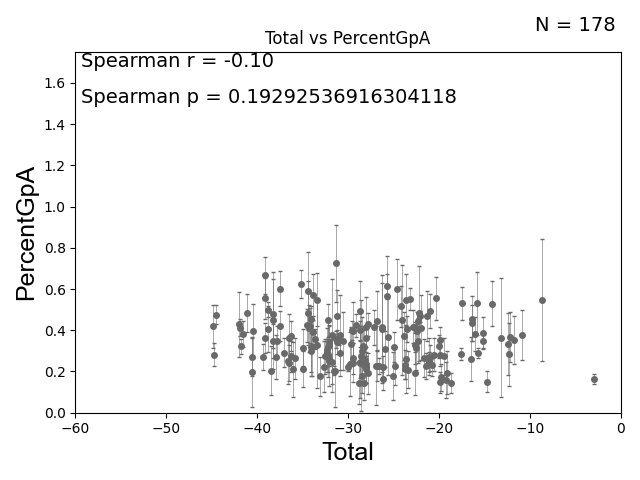 N = 178
Total vs PercentGpA
Spearman r = -0.10
Spearman p = 0.19292536916304118
PercentGpA
1.6
1.4
1.2
1.0
0.8
0.6
0.4
0.2
0.0
−60 −50 −40 −30 −20 −10 0
Total